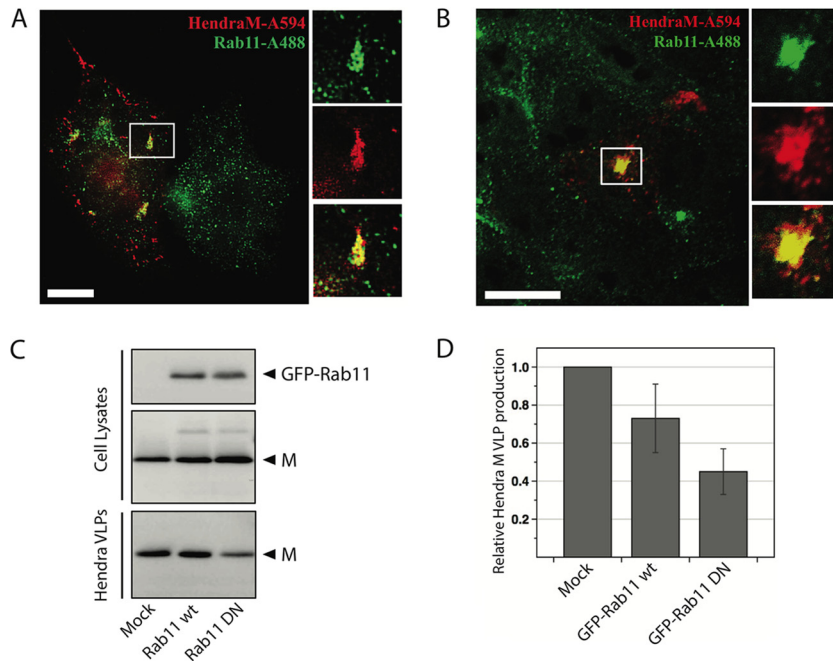 A
HendraM-A594
Rab11-A488
B
HendraM-A594
Rab11-A488
C
Cell Lysates
GFP-Rab11
M
Hendra VLPs
M
Mock
Rab11 wt
Rab11 DN
D
Relative Hendra M VLP production
1.0
0.8
0.6
0.4
0.2
Mock
GFP-Rab11 wt
GFP-Rab11 DN